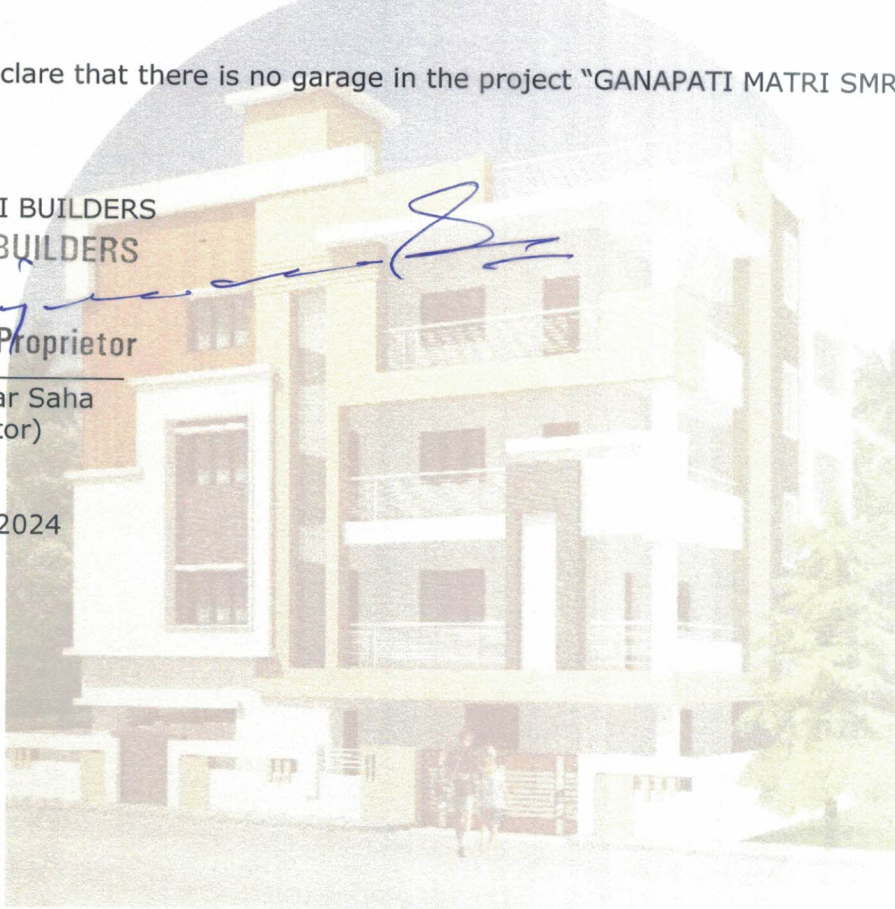 clare that there is no garage in the project “GANAPATI MATRI SMR
I BUILDERS
BUILDERS
Proprietor
ar Saha
tor)
2024